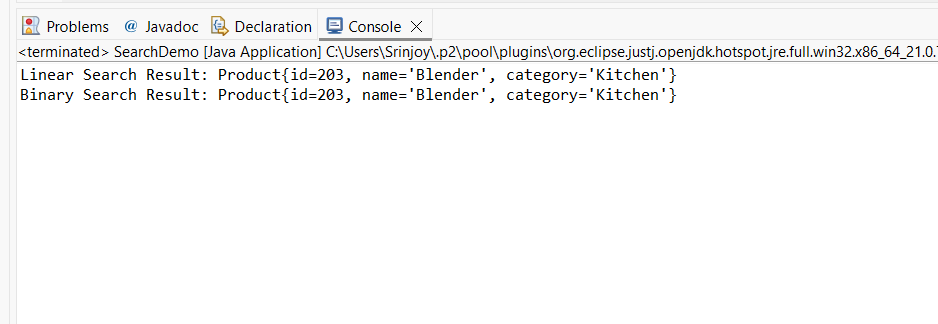 Problems @ Javadoc Declaration Console
<terminated> SearchDemo [Java Application] C:\Users\Srinjoy\.p2\pool\plugins\org.eclipse.justj.openjdk.hotspot.jre.full.win32.x86_64_21.0.
Linear Search Result: Product{id=203, name='Blender', category='Kitchen'}
Binary Search Result: Product{id=203, name='Blender', category='Kitchen'}